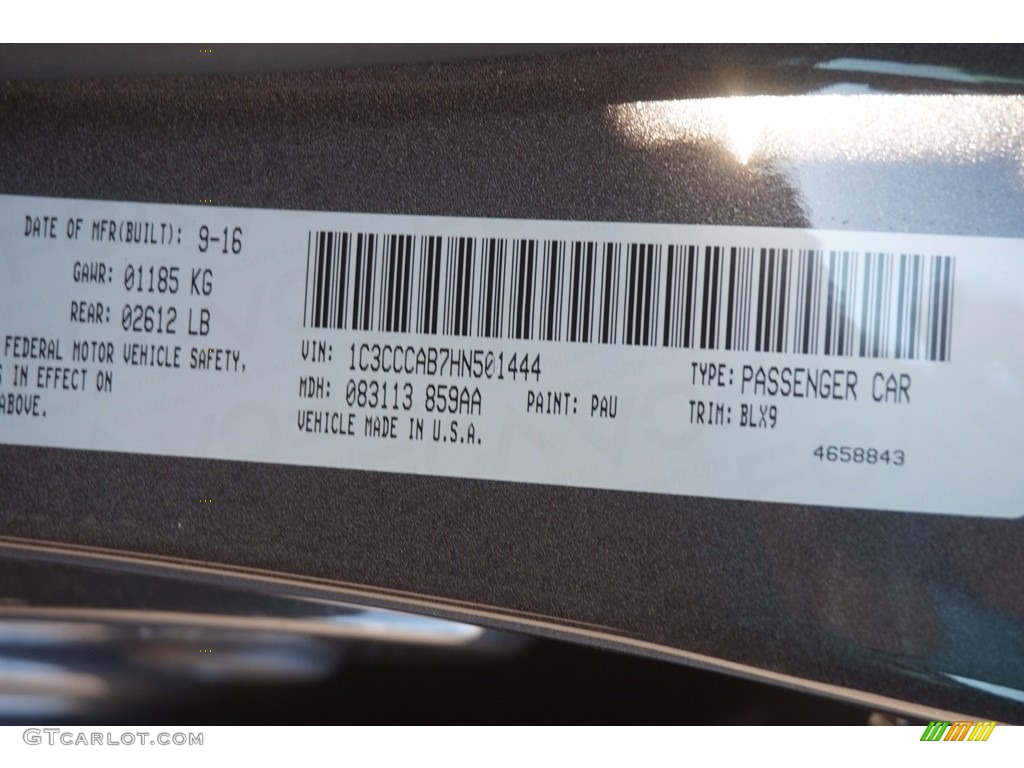 DATE OF MFR(BUILT): 9-16
GAWR: 01185 KG
REAR: 02612 LB
FEDERAL MOTOR VEHICLE SAFETY,
IN EFFECT ON
ABOVE.
VIN: 1C3CCCAB7HN501444
TYPE: PASSENGER CAR
MDH: 083113 859AA
PAINT: PAU
TRIM: BLX9
VEHICLE MADE IN U.S.A.
4658843
GTCARLOT.COM